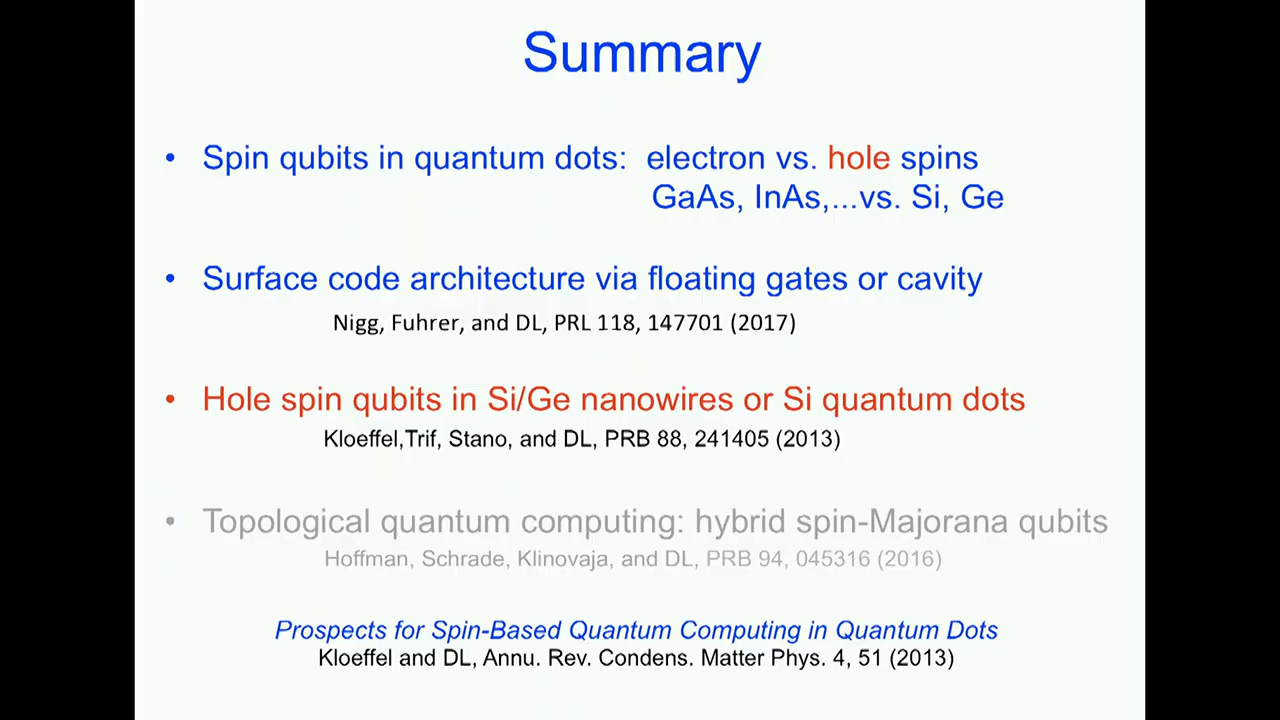 Summary
• Spin qubits in quantum dots: electron vs. hole spins
GaAs, InAs,...vs. Si, Ge
• Surface code architecture via floating gates or cavity
Nigg, Fuhrer, and DL, PRL 118, 147701 (2017)
• Hole spin qubits in Si/Ge nanowires or Si quantum dots
Kloeffel,Trif, Stano, and DL, PRB 88, 241405 (2013)
• Topological quantum computing: hybrid spin-Majorana qubits
Hoffman, Schrade, Klinovaja, and DL, PRB 94, 045316 (2016)
Prospects for Spin-Based Quantum Computing in Quantum Dots
Kloeffel and DL, Annu. Rev. Condens. Matter Phys. 4, 51 (2013)